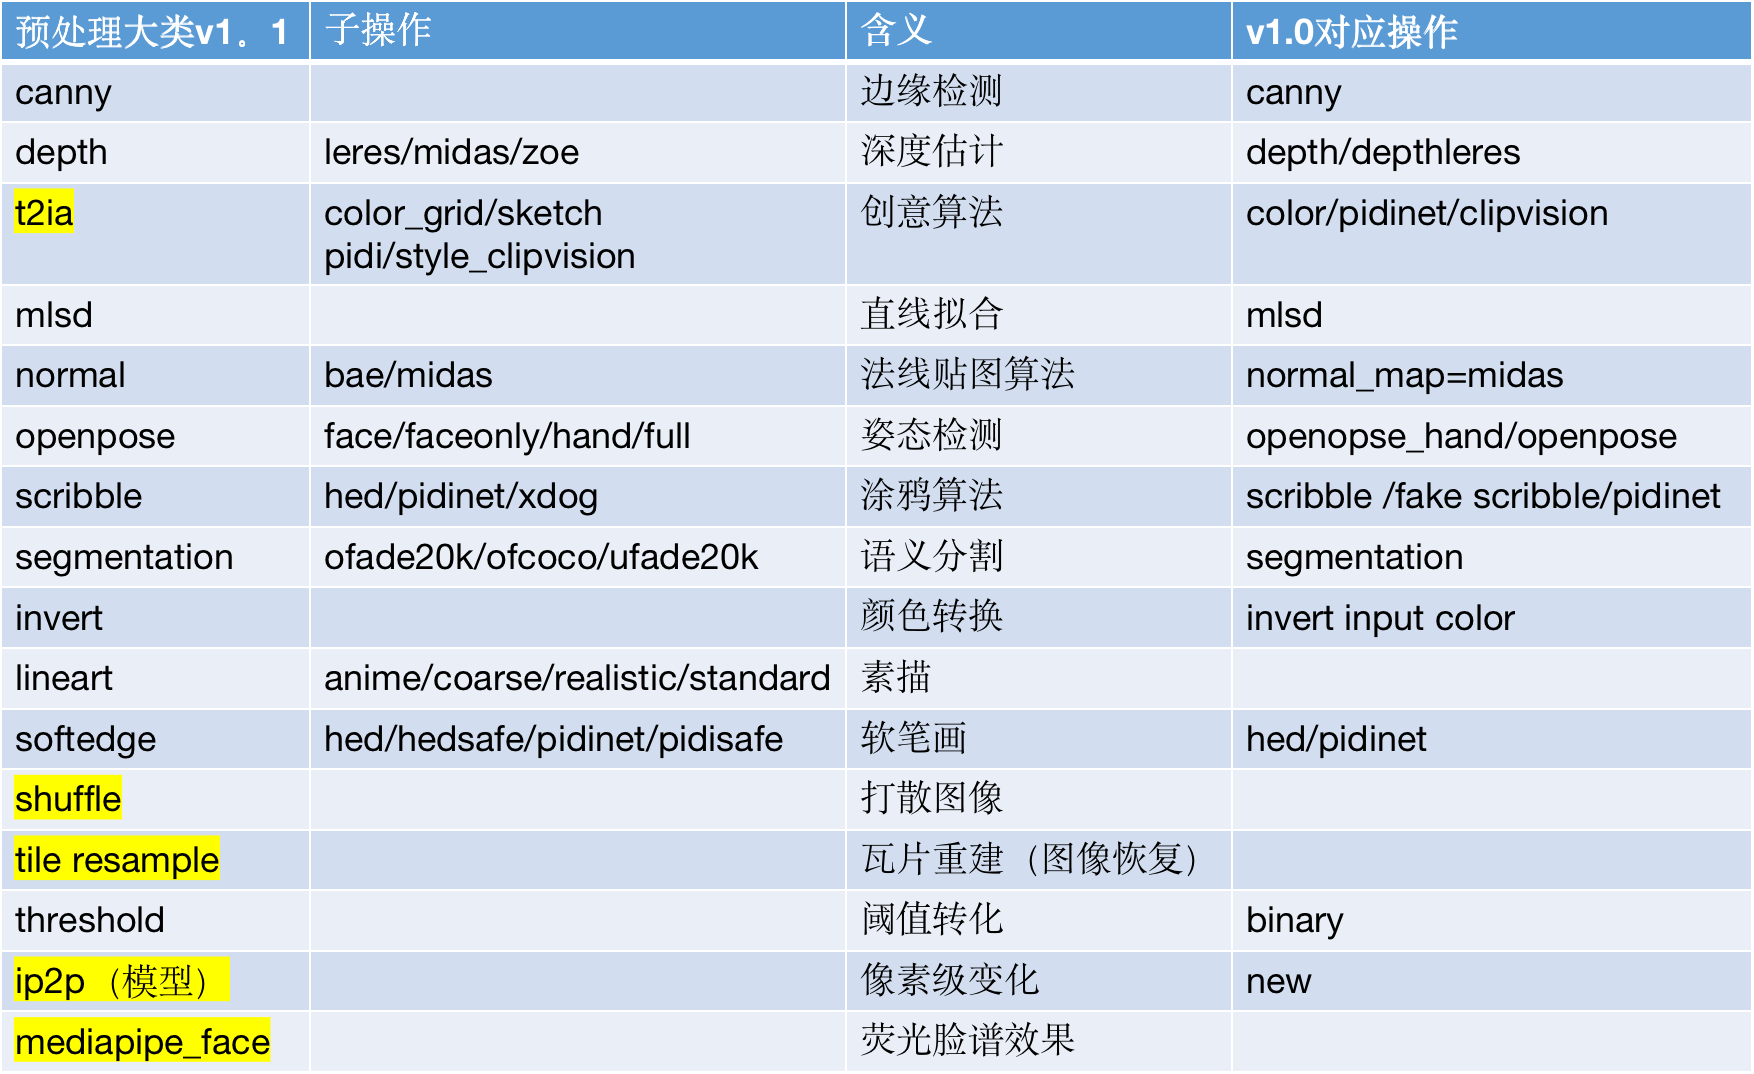 预处理大类v1。1 子操作 含义 v1.0对应操作
canny 边缘检测 canny
depth leres/midas/zoe 深度估计 depth/depthleres
t2ia color_grid/sketch 创意算法 color/pidinet/clipvision
pidi/style_clipvision
mlsd 直线拟合 mlsd
normal bae/midas 法线贴图算法 normal_map=midas
openpose face/faceonly/hand/full 姿态检测 openopse_hand/openpose
scribble hed/pidinet/xdog 涂鸦算法 scribble /fake scribble/pidinet
segmentation ofade20k/ofcoco/ufade20k 语义分割 segmentation
invert 颜色转换 invert input color
lineart anime/coarse/realistic/standard 素描
softedge hed/hedsafe/pidinet/pidisafe 软笔画 hed/pidinet
shuffle 打散图像
tile resample 瓦片重建（图像恢复）
threshold 阈值转化 binary
ip2p（模型） 像素级变化 new
mediapipe_face 荧光脸谱效果